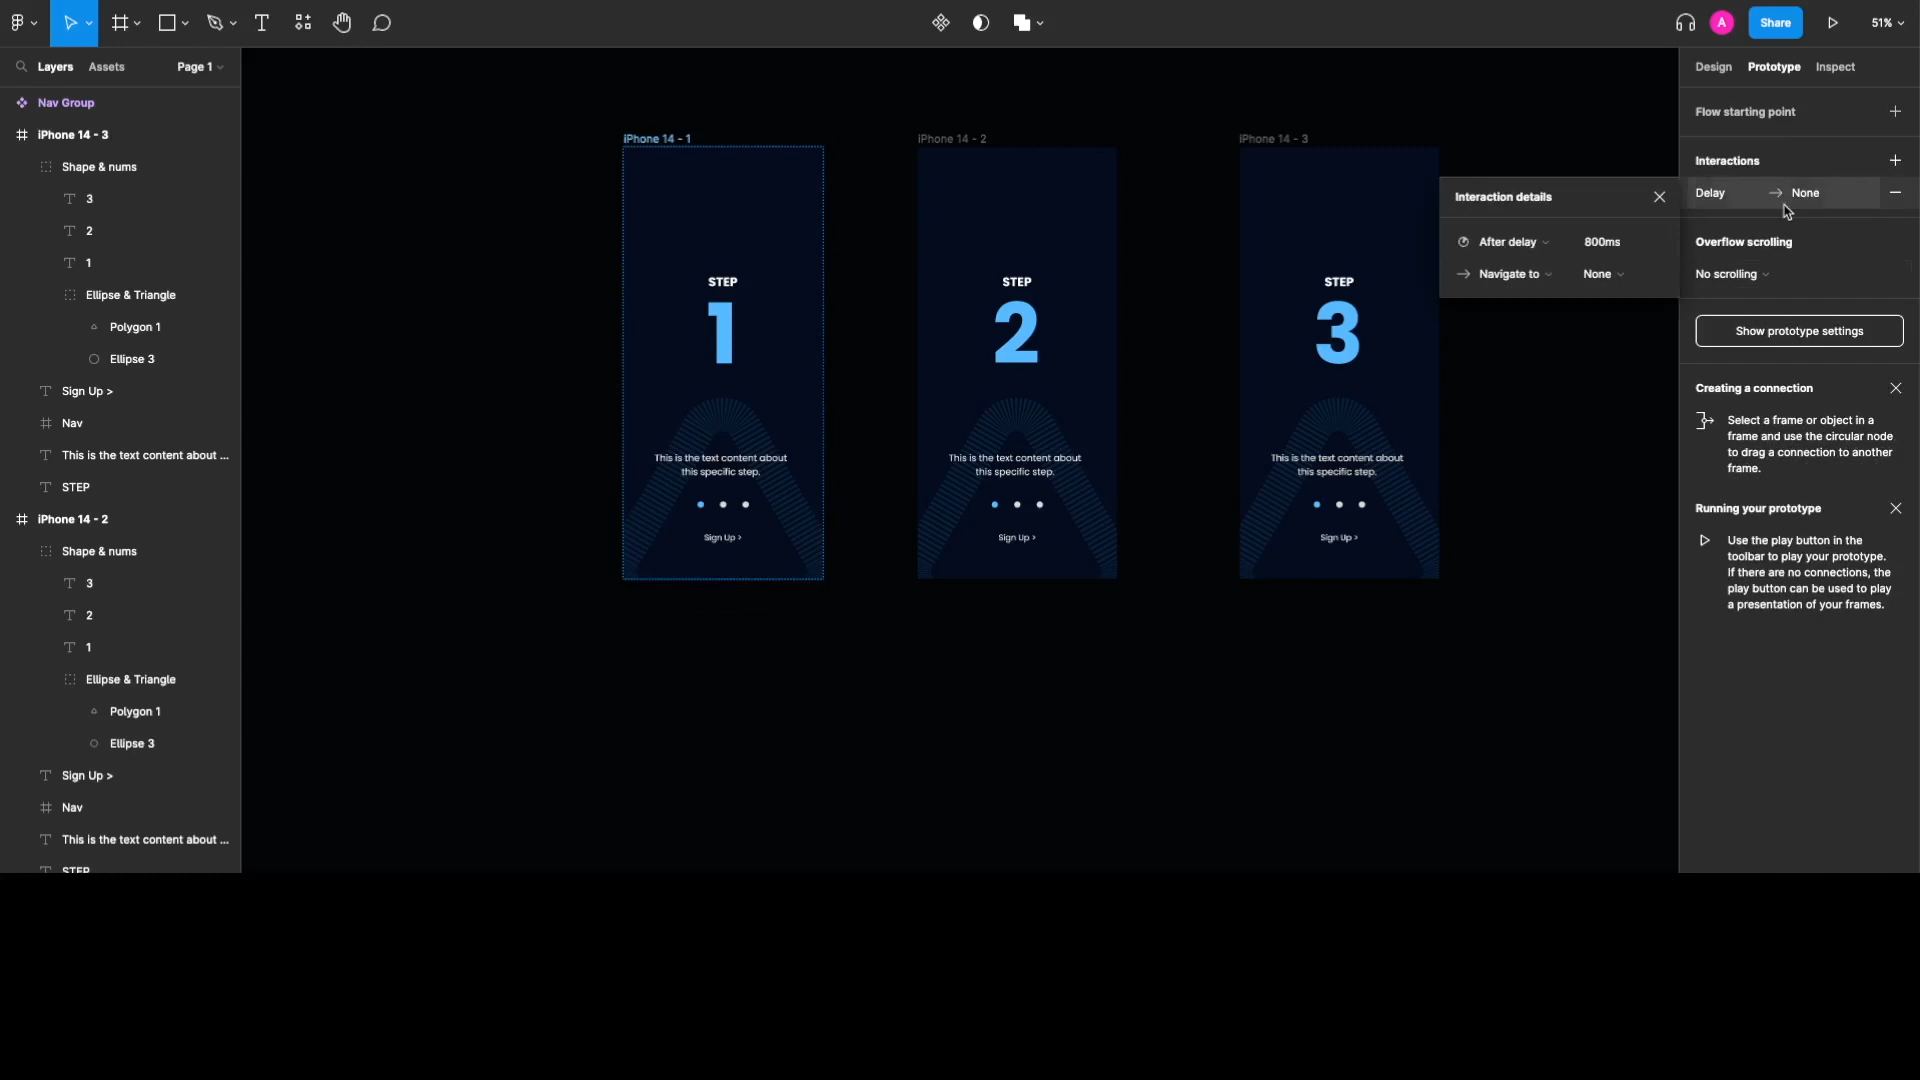 A
Share
51%
Layers
Assets
Page 1
Nav Group
iPhone 14 - 3
Shape & nums
3
2
1
Ellipse & Triangle
Polygon 1
Ellipse 3
Sign Up >
Nav
This is the text content about ...
STEP
iPhone 14 - 2
Shape & nums
3
2
1
Ellipse & Triangle
Polygon 1
Ellipse 3
Sign Up >
Nav
This is the text content about ...
STEP
iPhone 14 - 1
STEP
1
This is the text content about
this specific step.
Sign Up >
iPhone 14 - 2
STEP
2
This is the text content about
this specific step.
Sign Up >
iPhone 14 - 3
STEP
3
This is the text content about
this specific step.
Sign Up >
Interaction details
After delay
800ms
Navigate to
None
Design
Prototype
Inspect
Flow starting point
Interactions
Delay
None
Overflow scrolling
No scrolling
Show prototype settings
Creating a connection
Select a frame or object in a
frame and use the circular node
to drag a connection to another
frame.
Running your prototype
Use the play button in the
toolbar to play your prototype.
If there are no connections, the
play button can be used to play
a presentation of your frames.